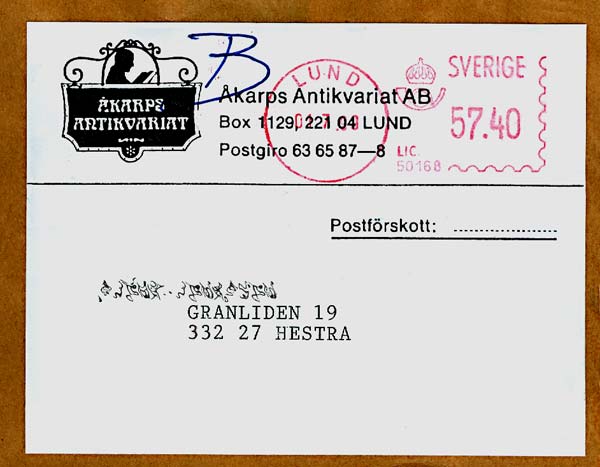 ÅKARPS
ANTIKVARIAT
B
Åkarps Antikvariat AB
Box 1129, 221 04 LUND
Postgiro 63 65 87—8
LUND
SVERIGE
57.40
LIC
50168
Postförskott:
GRANLIDEN 19
332 27 HESTRA